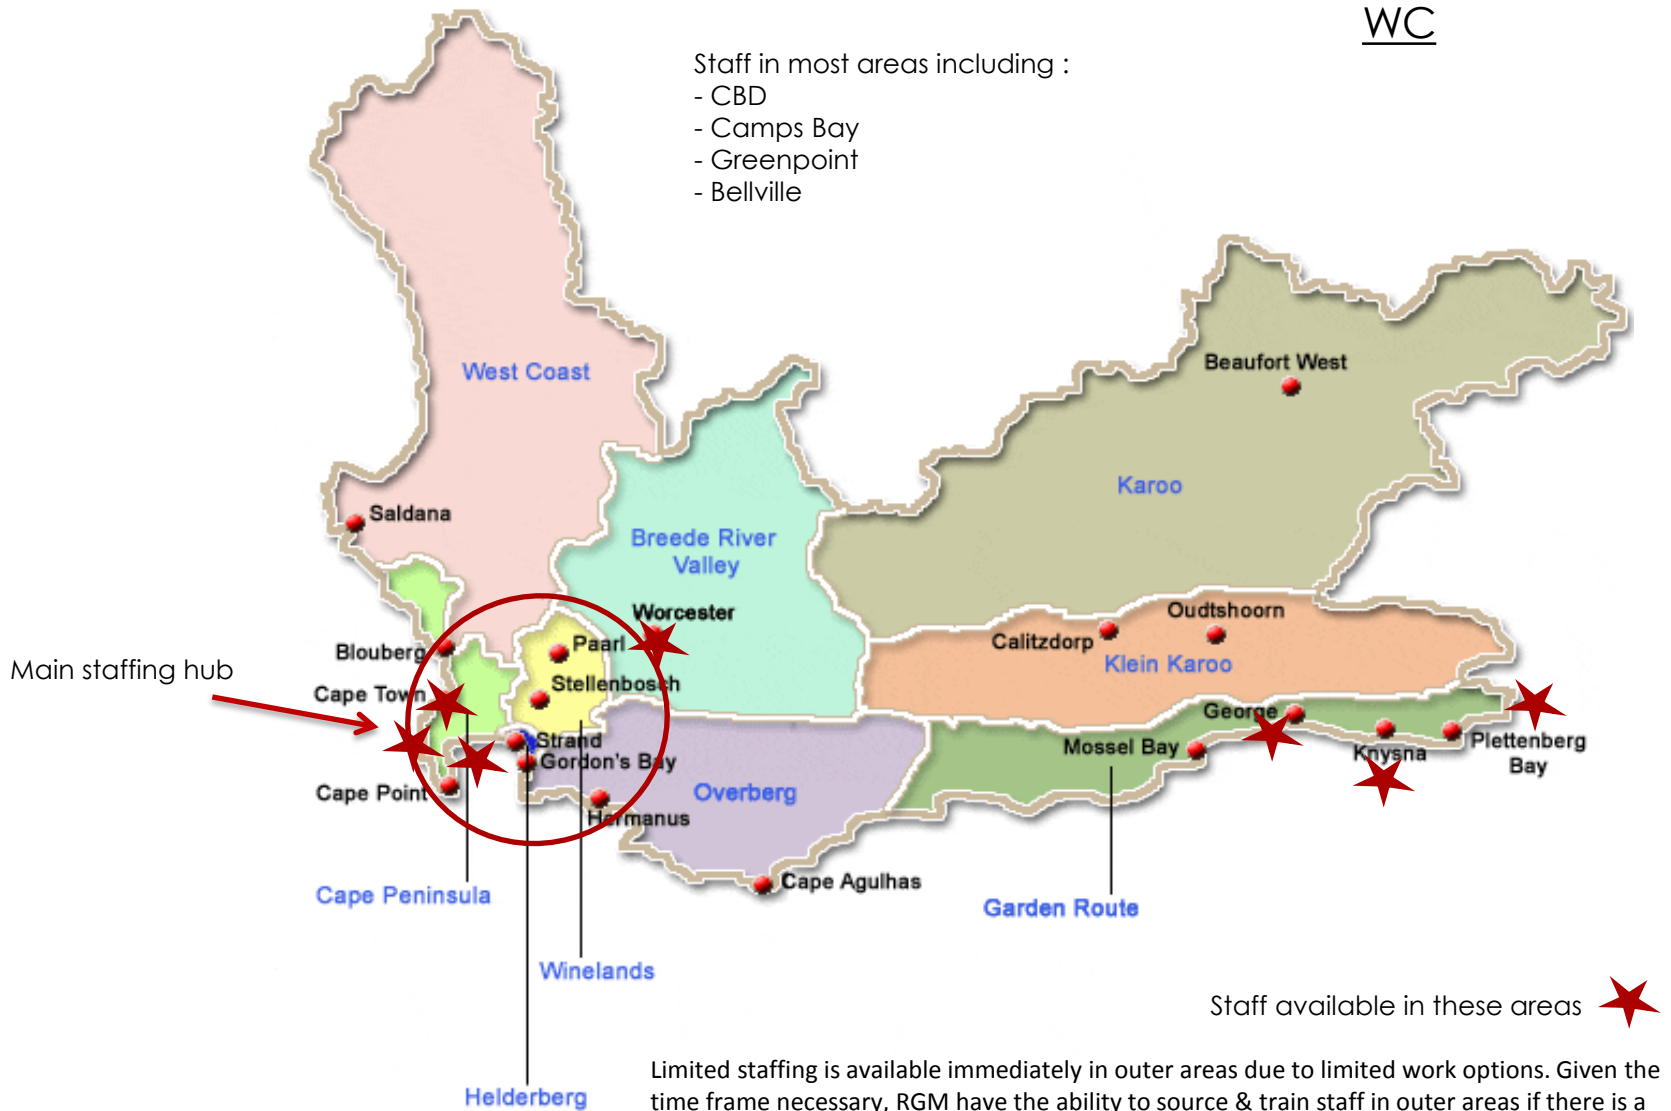 WC
Staff in most areas including :
- CBD
- Camps Bay
- Greenpoint
- Bellville
West Coast
Beaufort West
Karoo
Saldana
Breede River
Valley
Worcester
Oudtshoorn
Calitzdorp
Klein Karoo
Blouberg
Paarl
Main staffing hub
Cape Town
Stellenbosch
George
Strand
Mossel Bay
Knysna
Plettenberg
Bay
Gordon's Bay
Cape Point
Overberg
Hermanus
Cape Agulhas
Cape Peninsula
Garden Route
Winelands
Staff available in these areas
Helderberg
Limited staffing is available immediately in outer areas due to limited work options. Given the
time frame necessary, RGM have the ability to source & train staff in outer areas if there is a